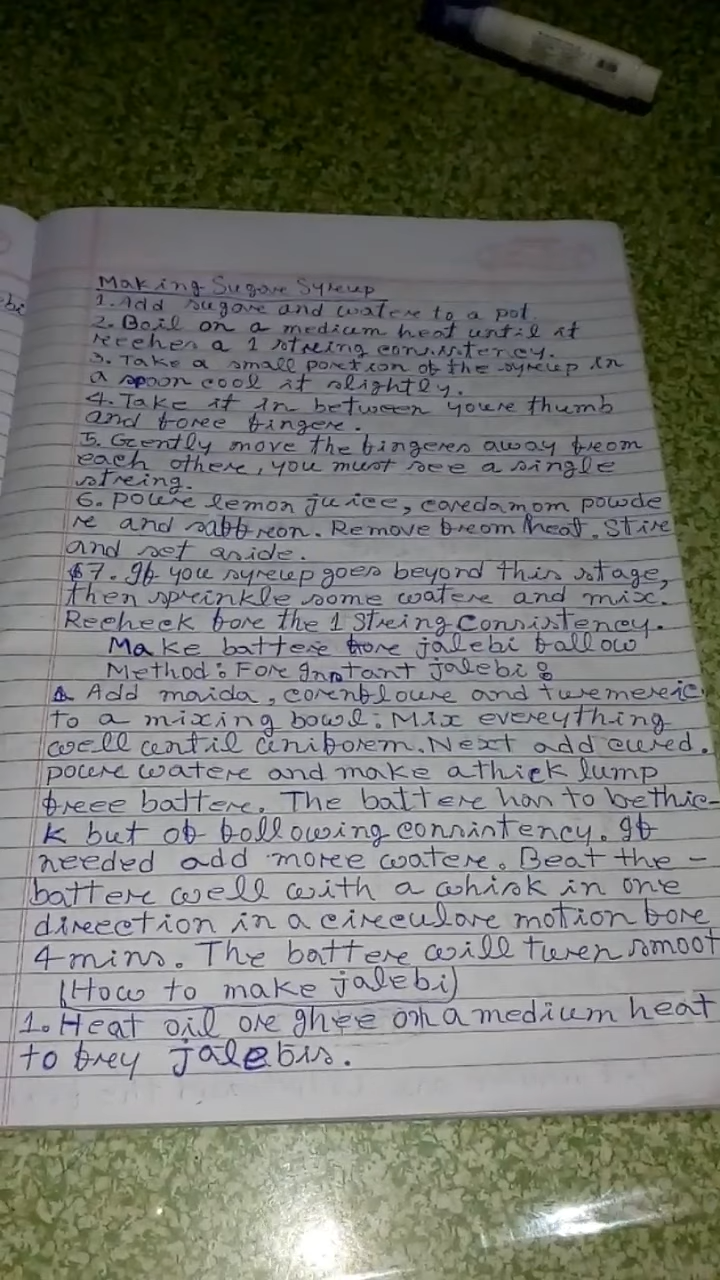 Making Sugar Syrup
1. Add sugar and water to a pot.
2. Boil on a medium heat until it
reches a 1 string consistency.
3. Take a small portion of the syrup in
a spoon cool it slightly.
4. Take it in between your thumb
and fore finger.
5. Gently move the fingers away from
each other, you must see a single
string.
6. pour lemon juice, cardamom powde
r and saffron. Remove from heat. Stir
and set aside.
7. If you syrup goes beyond this stage,
then sprinkle some water and mix.
Recheck for the 1 String Consistency.
Make batter for jalebi fallow
Method: For Instant jalebi:
Add maida, cornflour and turmeric
to a mixing bowl. Mix everything
well until uniform. Next add curd.
pour water and make a thick lump
free batter. The batter has to be thic-
k but of following consistency. If
needed add more water. Beat the -
batter well with a whisk in one
direction in a circular motion for
4 mins. The batter will turn smoot
(How to make jalebi)
1. Heat oil or ghee on a medium heat
to fry jalebis.
bi